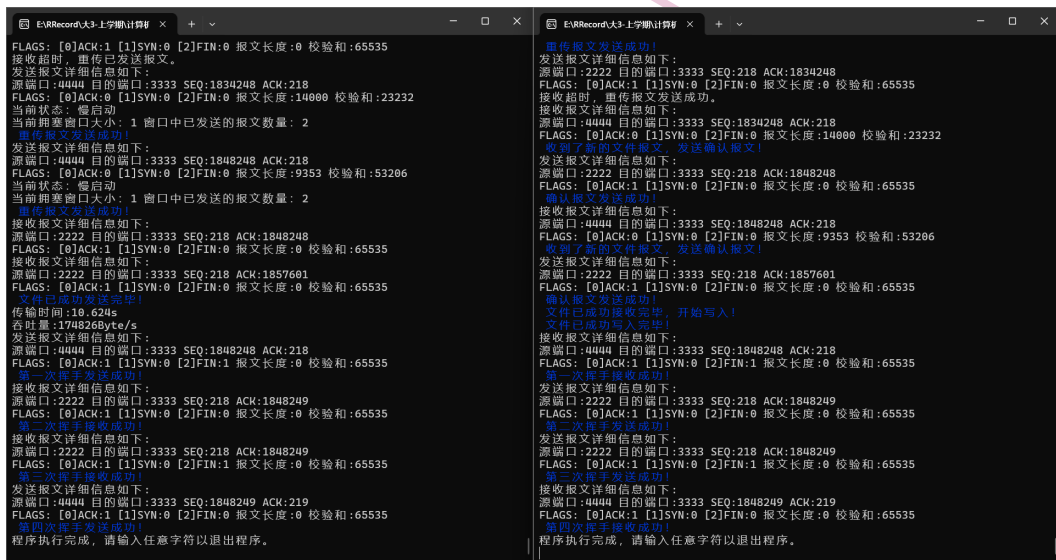 E:\RRecord\大3-上学期\计算机
FLAGS: [0]ACK:1 [1]SYN:0 [2]FIN:0 报文长度:0 校验和:65535
接收超时, 重传已发送报文。
发送报文详细信息如下:
源端口:4444 目的端口:3333 SEQ:1834248 ACK:218
FLAGS: [0]ACK:0 [1]SYN:0 [2]FIN:0 报文长度:14000 校验和:23232
当前状态: 慢启动
当前拥塞窗口大小: 1 窗口中已发送的报文数量: 2
重传报文发送成功!
发送报文详细信息如下:
源端口:4444 目的端口:3333 SEQ:1848248 ACK:218
FLAGS: [0]ACK:0 [1]SYN:0 [2]FIN:0 报文长度:9353 校验和:53206
当前状态: 慢启动
当前拥塞窗口大小: 1 窗口中已发送的报文数量: 2
重传报文发送成功!
接收报文详细信息如下:
源端口:2222 目的端口:3333 SEQ:218 ACK:1848248
FLAGS: [0]ACK:1 [1]SYN:0 [2]FIN:0 报文长度:0 校验和:65535
接收报文详细信息如下:
源端口:2222 目的端口:3333 SEQ:218 ACK:1857601
FLAGS: [0]ACK:1 [1]SYN:0 [2]FIN:0 报文长度:0 校验和:65535
文件已成功发送完毕!
传输时间:10.624s
吞吐量:174826Byte/s
发送报文详细信息如下:
源端口:4444 目的端口:3333 SEQ:1848248 ACK:218
FLAGS: [0]ACK:1 [1]SYN:0 [2]FIN:1 报文长度:0 校验和:65535
第一次挥手发送成功!
接收报文详细信息如下:
源端口:2222 目的端口:3333 SEQ:218 ACK:1848249
FLAGS: [0]ACK:1 [1]SYN:0 [2]FIN:0 报文长度:0 校验和:65535
第二次挥手接收成功!
接收报文详细信息如下:
源端口:2222 目的端口:3333 SEQ:218 ACK:1848249
FLAGS: [0]ACK:1 [1]SYN:0 [2]FIN:1 报文长度:0 校验和:65535
第三次挥手接收成功!
发送报文详细信息如下:
源端口:4444 目的端口:3333 SEQ:1848249 ACK:219
FLAGS: [0]ACK:1 [1]SYN:0 [2]FIN:0 报文长度:0 校验和:65535
第四次挥手发送成功!
程序执行完成, 请输入任意字符以退出程序。
E:\RRecord\大3-上学期\计算机
重传报文发送成功!
发送报文详细信息如下:
源端口:2222 目的端口:3333 SEQ:218 ACK:1834248
FLAGS: [0]ACK:1 [1]SYN:0 [2]FIN:0 报文长度:0 校验和:65535
接收超时, 重传报文发送成功。
接收报文详细信息如下:
源端口:4444 目的端口:3333 SEQ:1834248 ACK:218
FLAGS: [0]ACK:0 [1]SYN:0 [2]FIN:0 报文长度:14000 校验和:23232
收到了新的文件报文, 发送确认报文!
发送报文详细信息如下:
源端口:2222 目的端口:3333 SEQ:218 ACK:1848248
FLAGS: [0]ACK:1 [1]SYN:0 [2]FIN:0 报文长度:0 校验和:65535
确认报文发送成功!
接收报文详细信息如下:
源端口:4444 目的端口:3333 SEQ:1848248 ACK:218
FLAGS: [0]ACK:0 [1]SYN:0 [2]FIN:0 报文长度:9353 校验和:53206
收到了新的文件报文, 发送确认报文!
发送报文详细信息如下:
源端口:2222 目的端口:3333 SEQ:218 ACK:1857601
FLAGS: [0]ACK:1 [1]SYN:0 [2]FIN:0 报文长度:0 校验和:65535
确认报文发送成功!
文件已成功接收完毕, 开始写入!
文件已成功写入完毕!
接收报文详细信息如下:
源端口:4444 目的端口:3333 SEQ:1848248 ACK:218
FLAGS: [0]ACK:1 [1]SYN:0 [2]FIN:1 报文长度:0 校验和:65535
第一次挥手接收成功!
发送报文详细信息如下:
源端口:2222 目的端口:3333 SEQ:218 ACK:1848249
FLAGS: [0]ACK:1 [1]SYN:0 [2]FIN:0 报文长度:0 校验和:65535
第二次挥手发送成功!
发送报文详细信息如下:
源端口:2222 目的端口:3333 SEQ:218 ACK:1848249
FLAGS: [0]ACK:1 [1]SYN:0 [2]FIN:1 报文长度:0 校验和:65535
第三次挥手发送成功!
接收报文详细信息如下:
源端口:4444 目的端口:3333 SEQ:1848249 ACK:219
FLAGS: [0]ACK:1 [1]SYN:0 [2]FIN:0 报文长度:0 校验和:65535
第四次挥手接收成功!
程序执行完成, 请输入任意字符以退出程序。